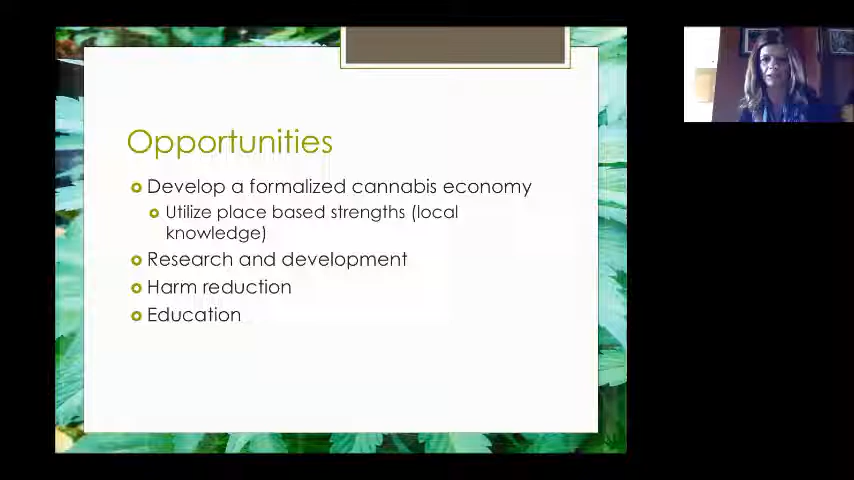 Opportunities
Develop a formalized cannabis economy
Utilize place based strengths (local
knowledge)
Research and development
Harm reduction
Education